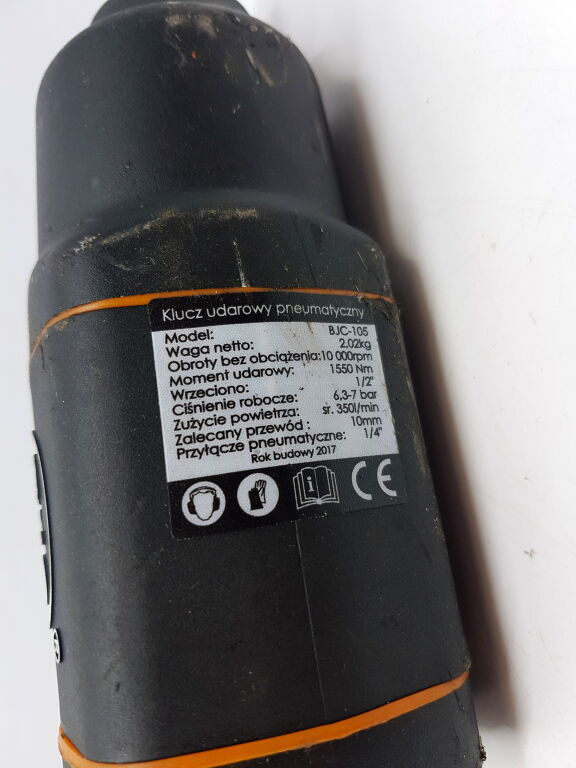 Klucz udarowy pneumatyczny
Model: BJC-105
Waga netto: 2,02kg
Obroty bez obciążenia:10 000rpm
Moment udarowy: 1550 Nm
Wrzeciono: 1/2"
Ciśnienie robocze: 6,3-7 bar
Zużycie powietrza: sr. 350l/min
Zalecany przewód : 10mm
Przyłącze pneumatyczne: 1/4"
Rok budowy 2017
i
CE
®